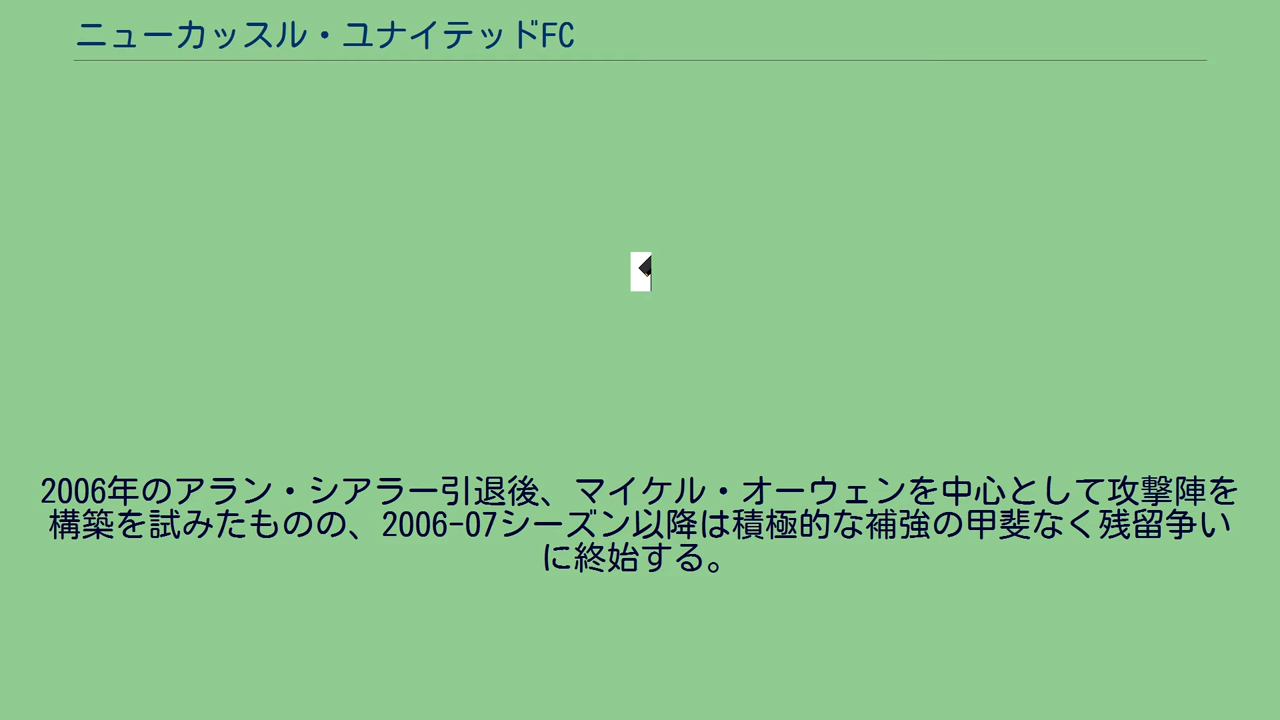 ニューカッスル・ユナイテッドFC
2006年のアラン・シアラー引退後、マイケル・オーウェンを中心として攻撃陣を
構築を試みたものの、2006-07シーズン以降は積極的な補強の甲斐なく残留争い
に終始する。